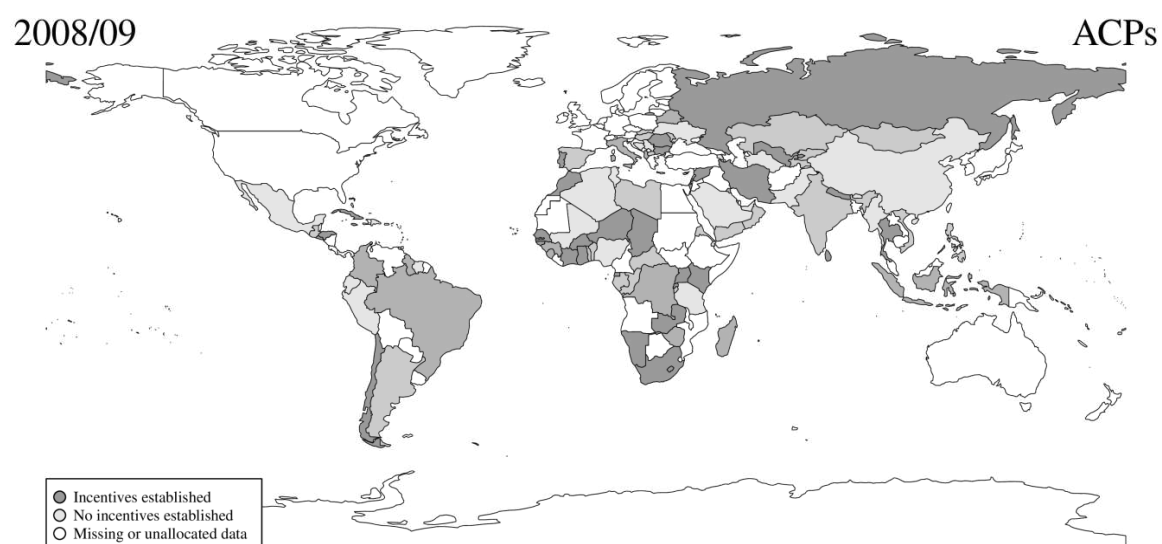 2008/09
ACPs
Incentives established
No incentives established
Missing or unallocated data